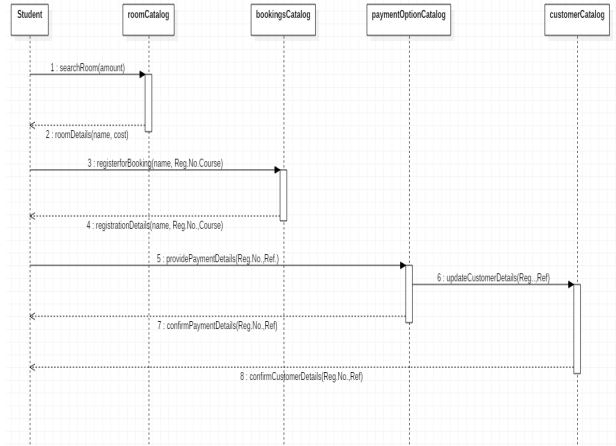 Student
roomCatalog
bookingsCatalog
paymentOptionCatalog
customerCatalog
1 : searchRoom(amount)
2 : roomDetails(name, cost)
3 : registerforBooking(name, Reg.No.Course)
4 : registrationDetails(name, Reg.No.,Course)
5 : providePaymentDetails(Reg.No.,Ref.)
6 : updateCustomerDetails(Reg.,,Ref)
7 : confirmPaymentDetails(Reg.No.,Ref)
8 : confirmCustomerDetails(Reg.No.,Ref)